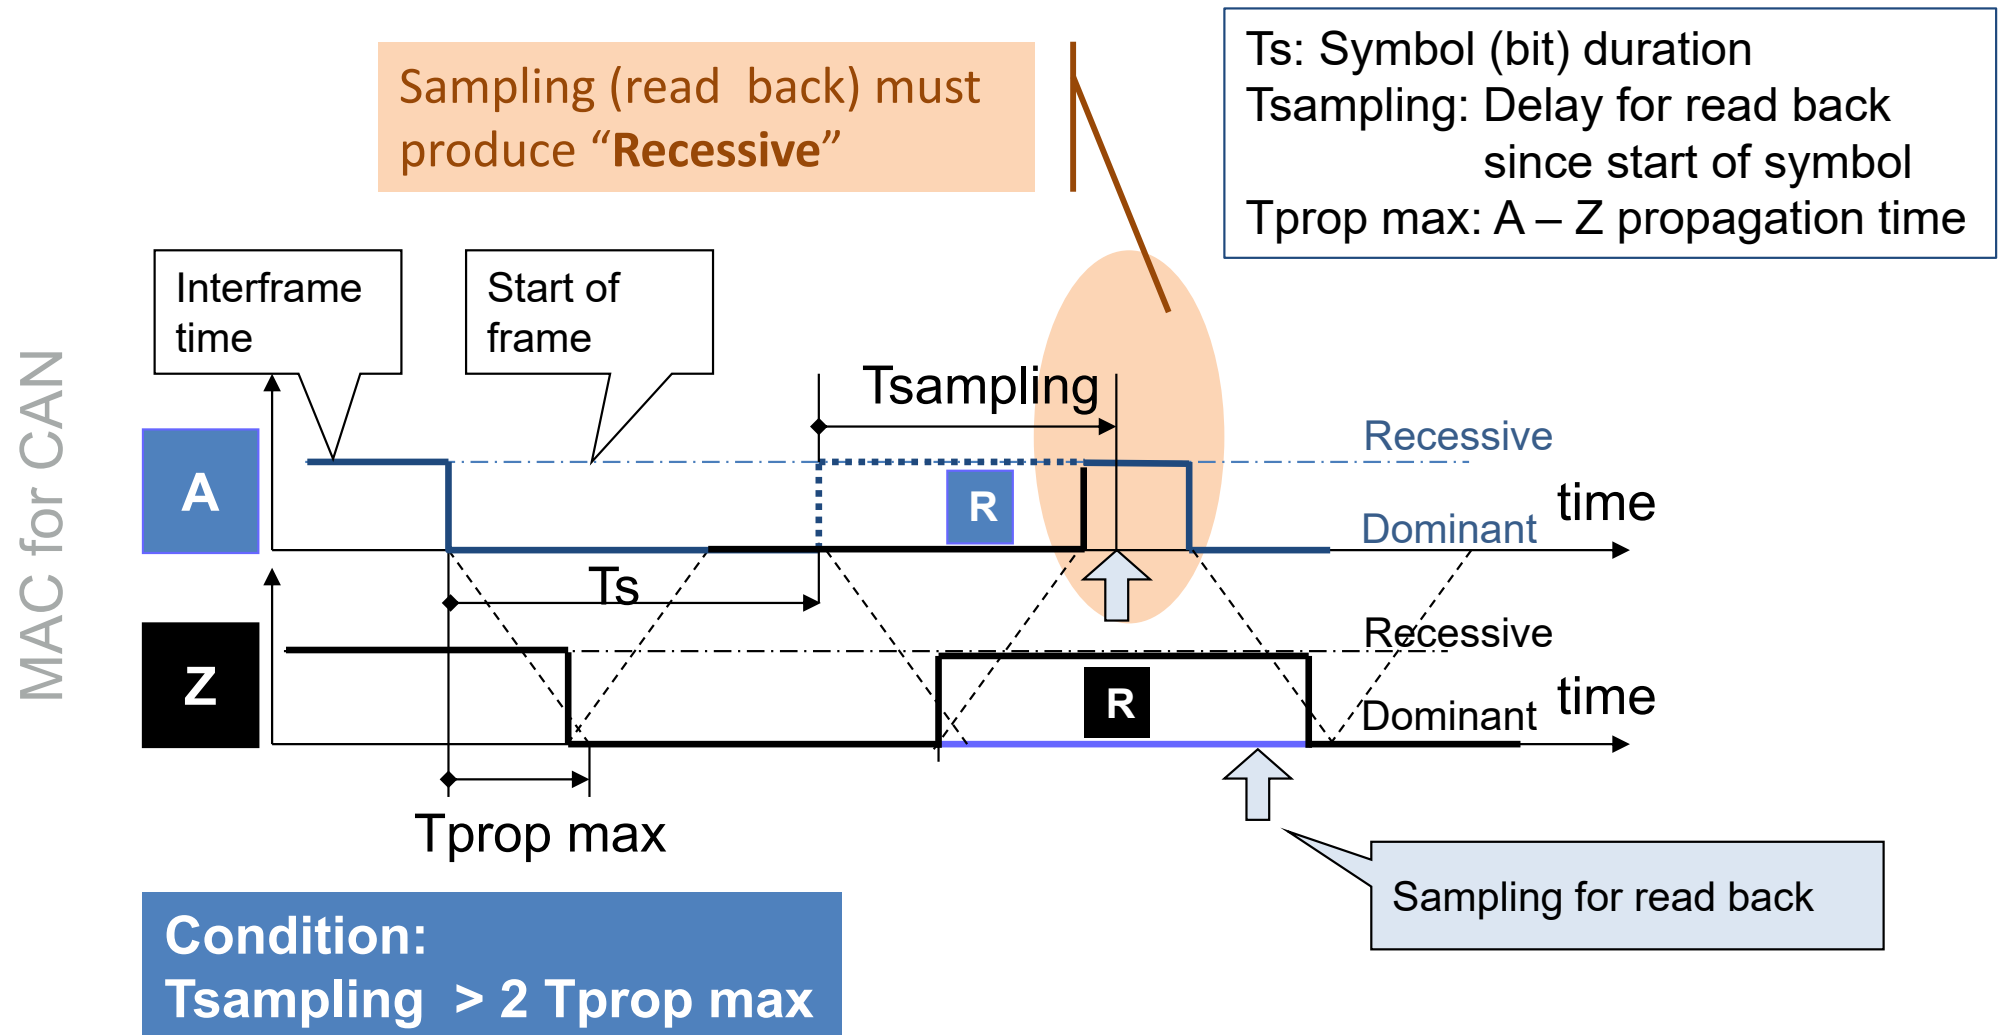 MAC for CAN
Sampling (read back) must
produce “Recessive”
Ts: Symbol (bit) duration
Tsampling: Delay for read back
since start of symbol
Tprop max: A – Z propagation time
Interframe
time
Start of
frame
Tsampling
A
R
Recessive
Dominant
time
Ts
Z
R
Recessive
Dominant
time
Tprop max
Sampling for read back
Condition:
Tsampling > 2 Tprop max